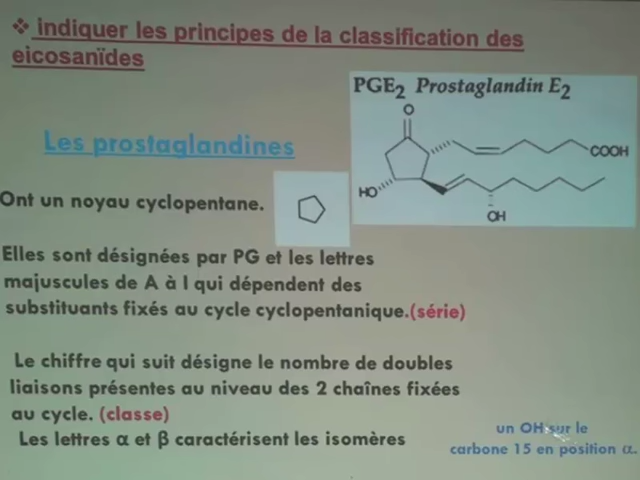 ❖ indiquer les principes de la classification des
eicosanïdes
PGE₂ Prostaglandin E₂
Les prostaglandines
O
COOH
HO
OH
Ont un noyau cyclopentane.
Elles sont désignées par PG et les lettres
majuscules de A à I qui dépendent des
substituants fixés au cycle cyclopentanique.(série)
Le chiffre qui suit désigne le nombre de doubles
liaisons présentes au niveau des 2 chaînes fixées
au cycle. (classe)
Les lettres α et β caractérisent les isomères
un OH sur le
carbone 15 en position α.